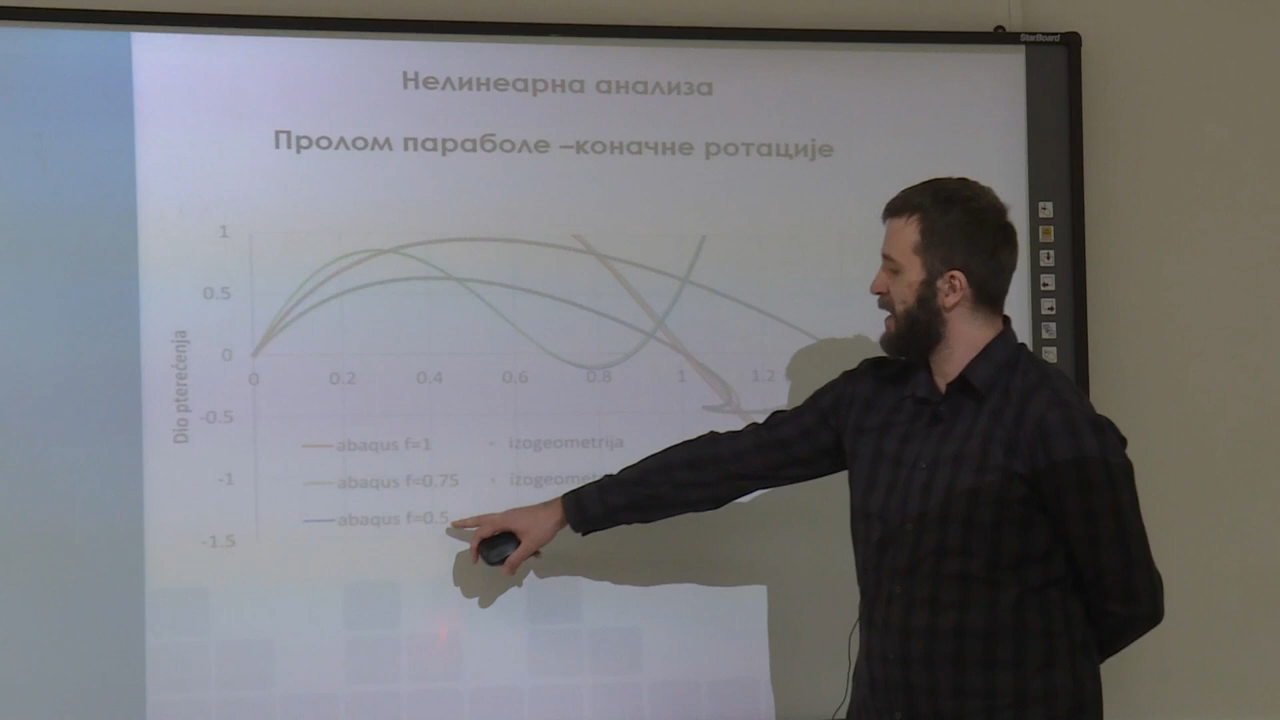 StarBoard
Нелинеарна анализа
Пролом параболе –коначне ротације
1
0.5
0
0 0.2 0.4 0.6 0.8 1 1.2
-0.5
Dio pterećenja
abaqus f=1 izogeometrija
-1
abaqus f=0.75
abaqus f=0.5
-1.5